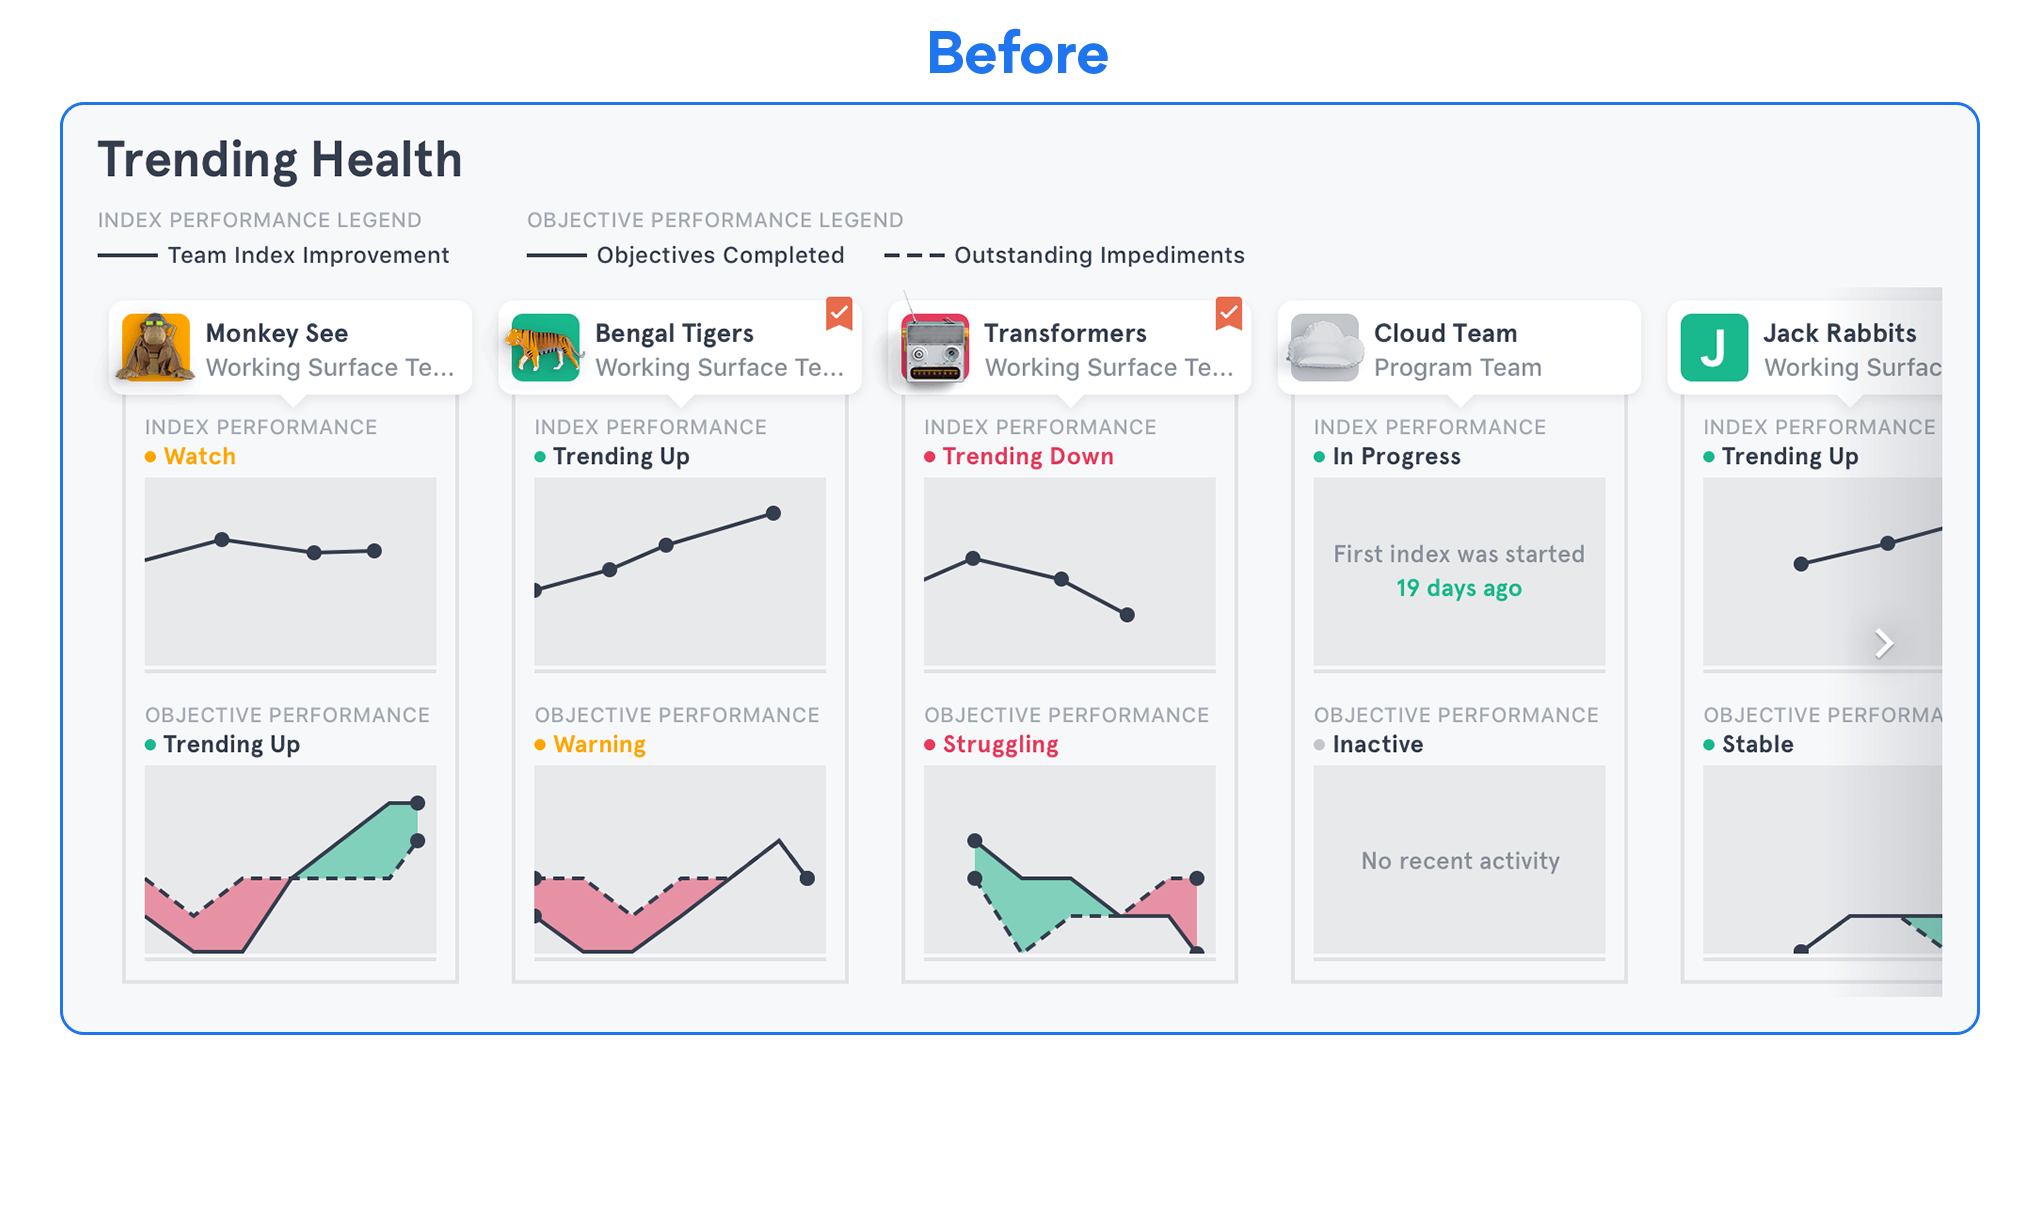 Before
Trending Health
INDEX PERFORMANCE LEGEND
Team Index Improvement
OBJECTIVE PERFORMANCE LEGEND
Objectives Completed
Outstanding Impediments
Monkey See
Working Surface Te...
INDEX PERFORMANCE
Watch
OBJECTIVE PERFORMANCE
Trending Up
Bengal Tigers
Working Surface Te...
INDEX PERFORMANCE
Trending Up
OBJECTIVE PERFORMANCE
Warning
Transformers
Working Surface Te...
INDEX PERFORMANCE
Trending Down
OBJECTIVE PERFORMANCE
Struggling
Cloud Team
Program Team
INDEX PERFORMANCE
In Progress
First index was started
19 days ago
OBJECTIVE PERFORMANCE
Inactive
No recent activity
J
Jack Rabbits
Working Surfac
INDEX PERFORMANCE
Trending Up
OBJECTIVE PERFORMA
Stable